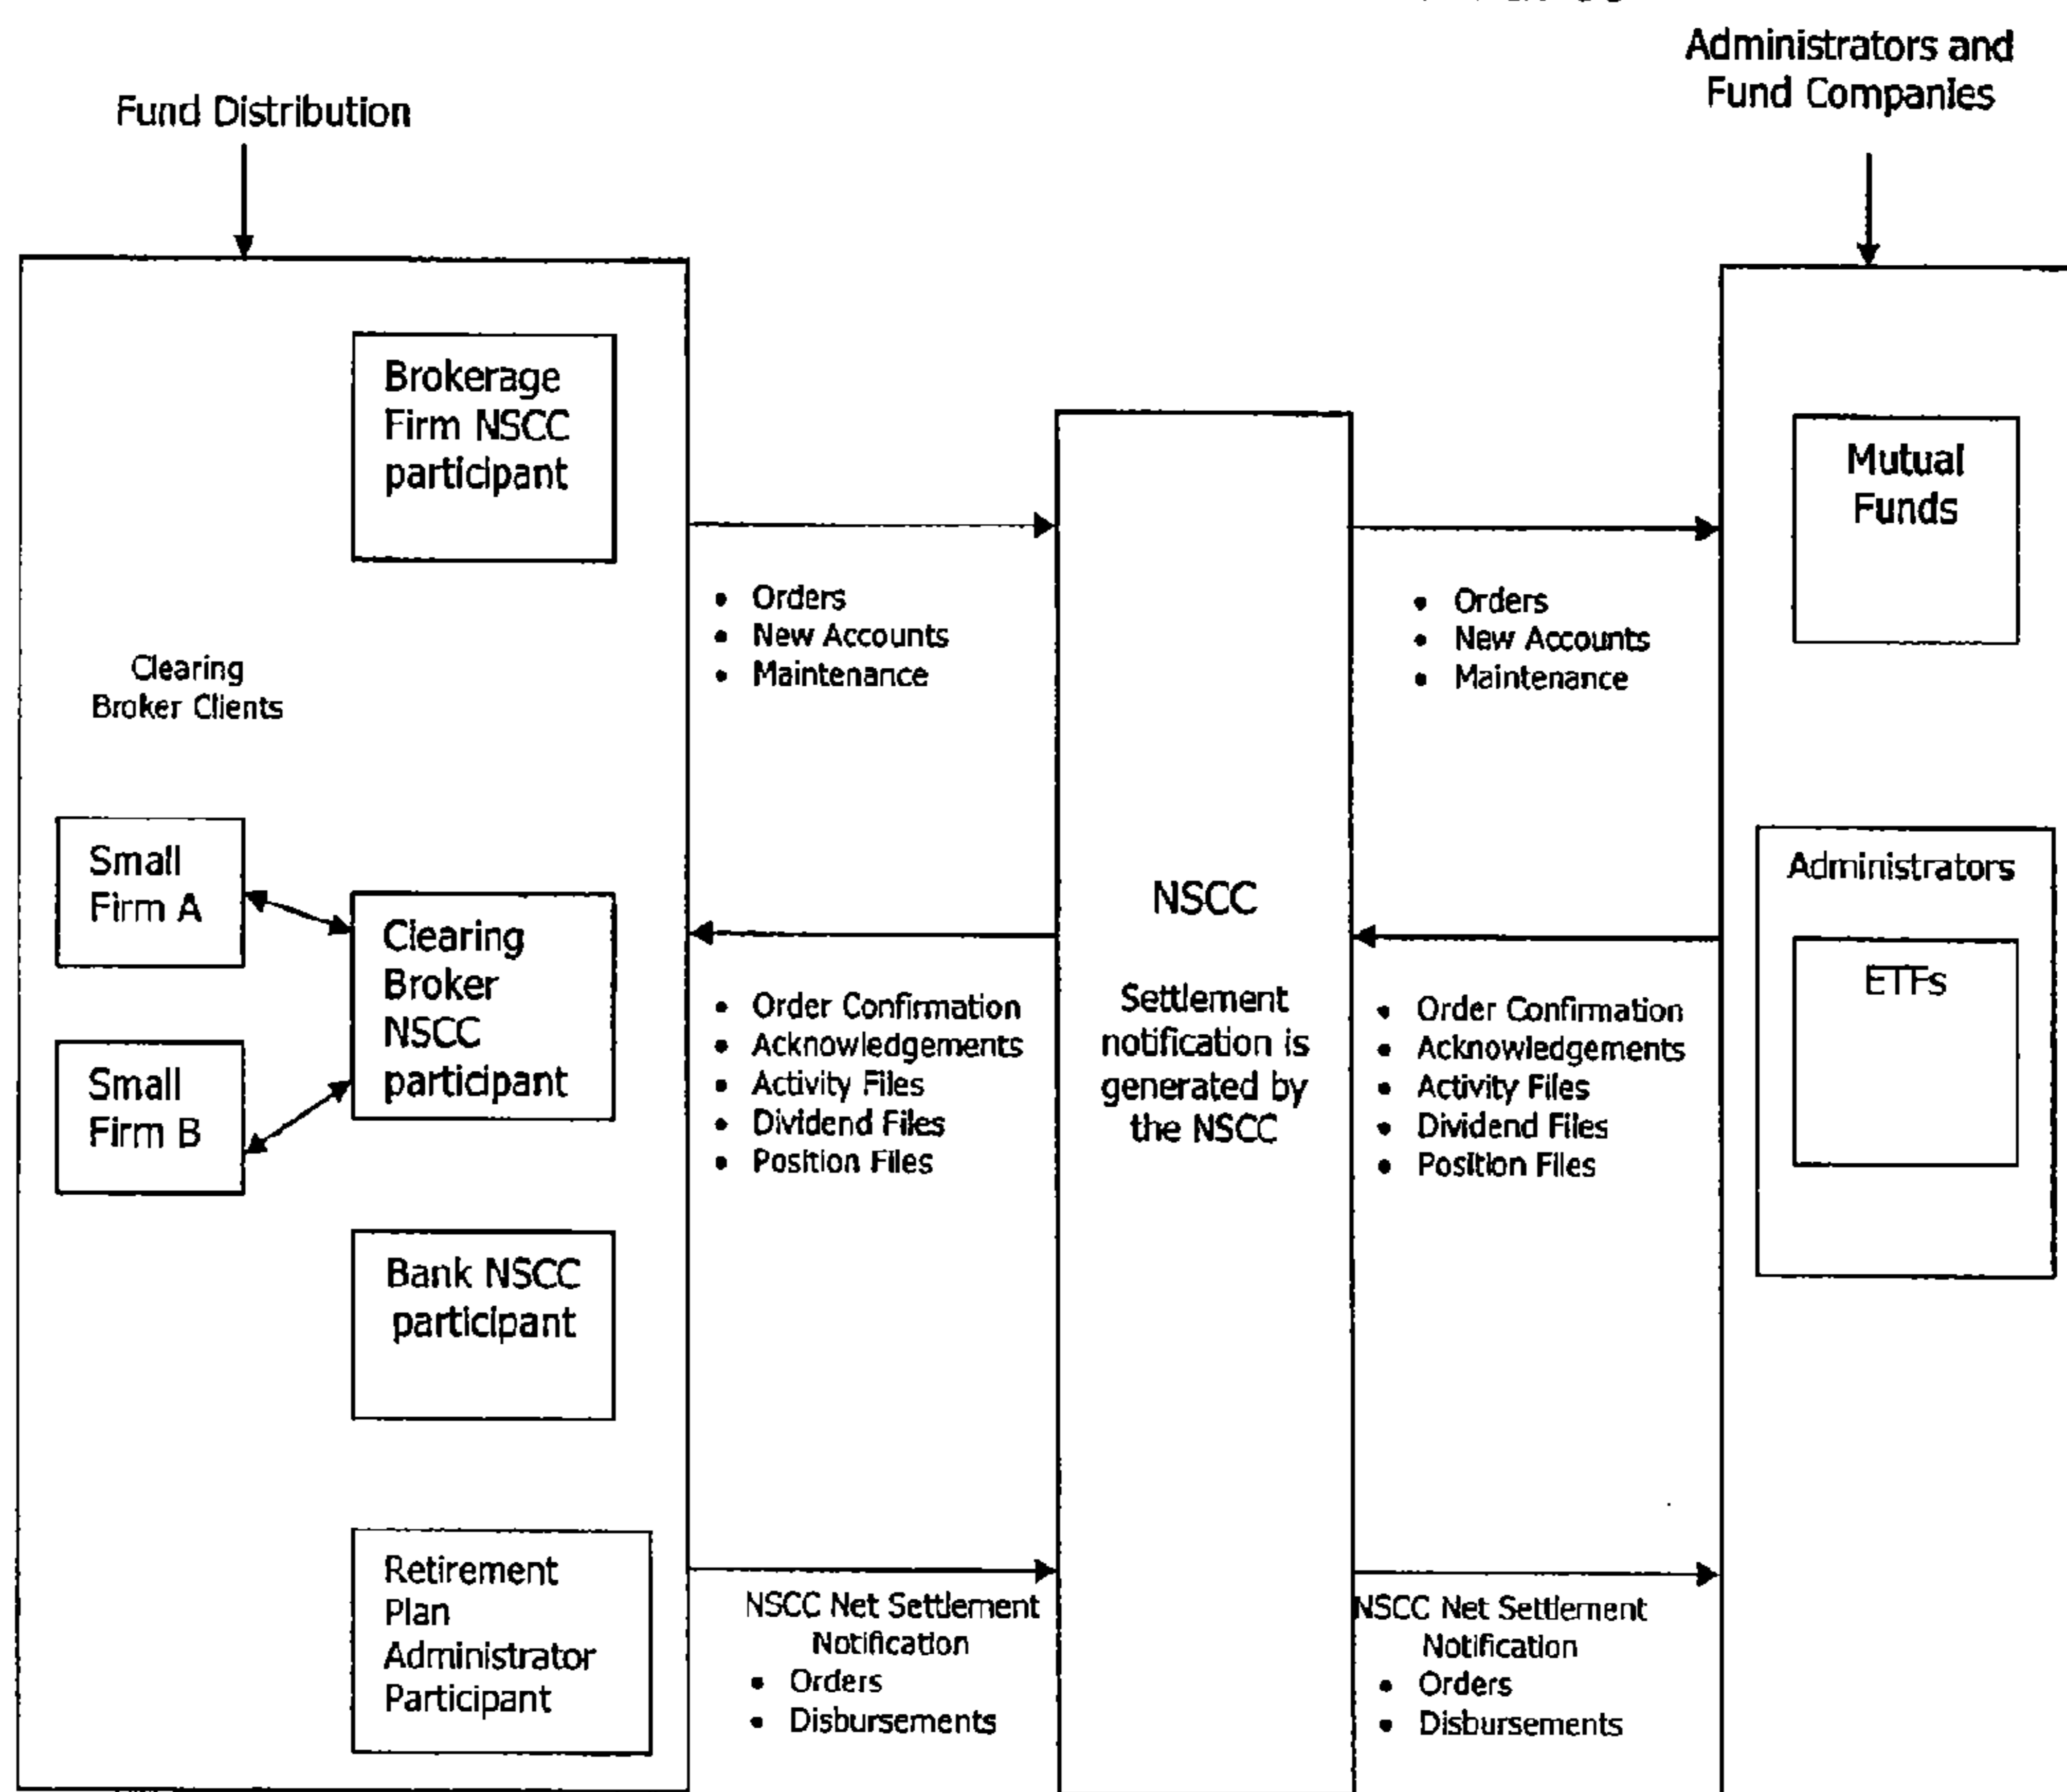 Administrators and
Fund Companies
Fund Distribution
Brokerage
Firm NSCC
participant
Clearing
Broker Clients
Small
Firm A
Clearing
Broker
NSCC
participant
Small
Firm B
Bank NSCC
participant
Retirement
Plan
Administrator
Participant
• Orders
• New Accounts
• Maintenance
• Order Confirmation
• Acknowledgements
• Activity Files
• Dividend Files
• Position Files
NSCC Net Settlement
Notification
• Orders
• Disbursements
NSCC
Settlement
notification is
generated by
the NSCC
• Orders
• New Accounts
• Maintenance
• Order Confirmation
• Acknowledgements
• Activity Files
• Dividend Files
• Position Files
NSCC Net Settlement
Notification
• Orders
• Disbursements
Mutual
Funds
Administrators
ETFs